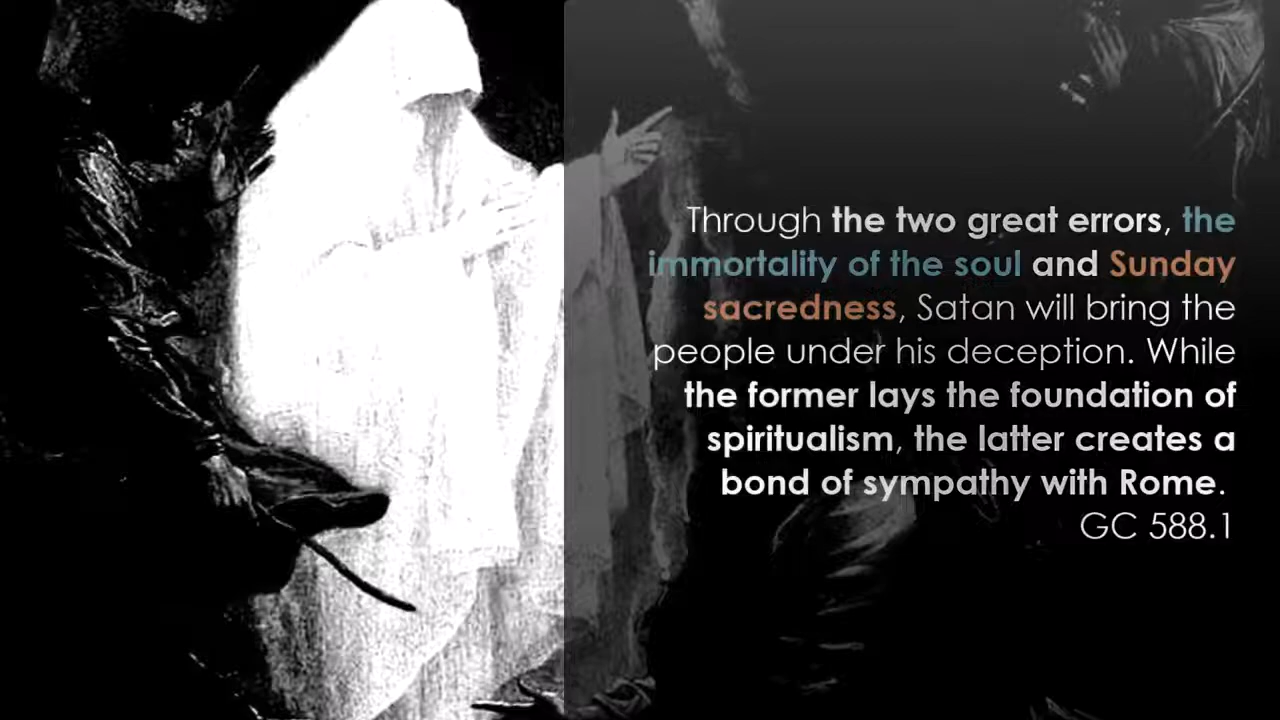 Through the two great errors, the
immortality of the soul and Sunday
sacredness, Satan will bring the
people under his deception. While
the former lays the foundation of
spiritualism, the latter creates a
bond of sympathy with Rome.
GC 588.1